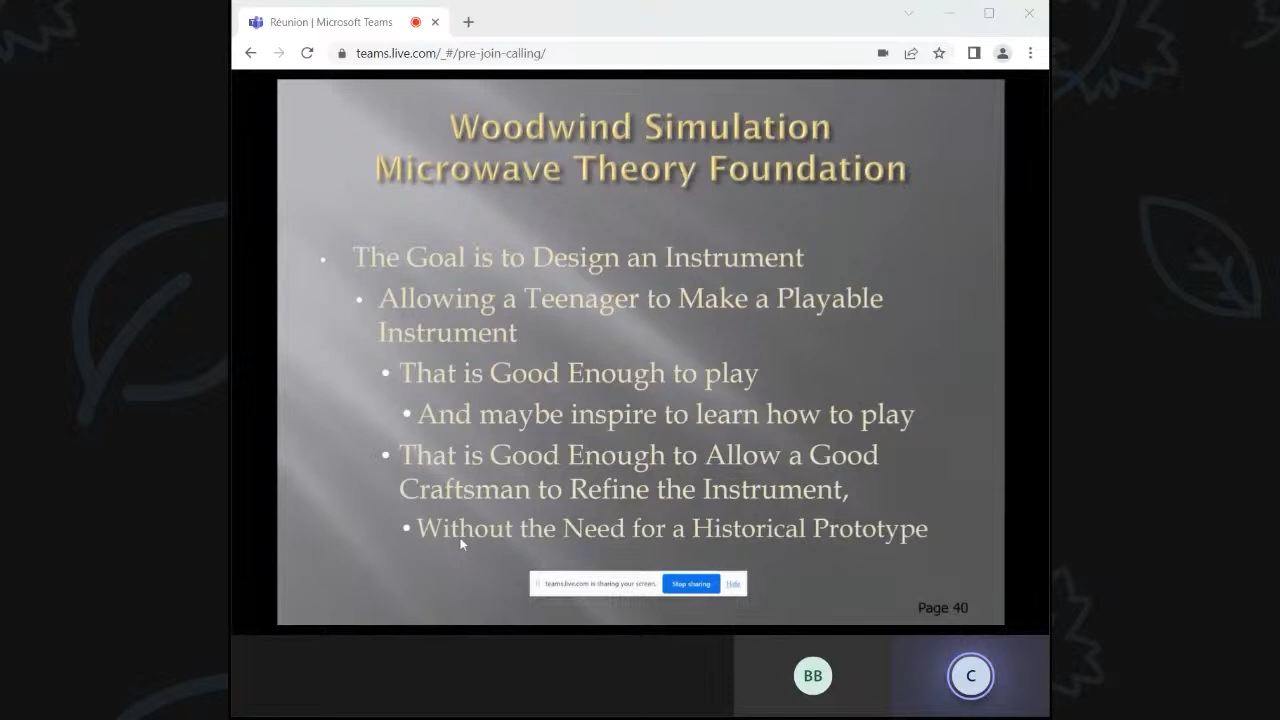 Réunion | Microsoft Teams
teams.live.com/_#/pre-join-calling/
Woodwind Simulation
Microwave Theory Foundation
• The Goal is to Design an Instrument
• Allowing a Teenager to Make a Playable
Instrument
• That is Good Enough to play
• And maybe inspire to learn how to play
• That is Good Enough to Allow a Good
Craftsman to Refine the Instrument,
• Without the Need for a Historical Prototype
teams.live.com is sharing your screen. Stop sharing Hide
Page 40
BB C